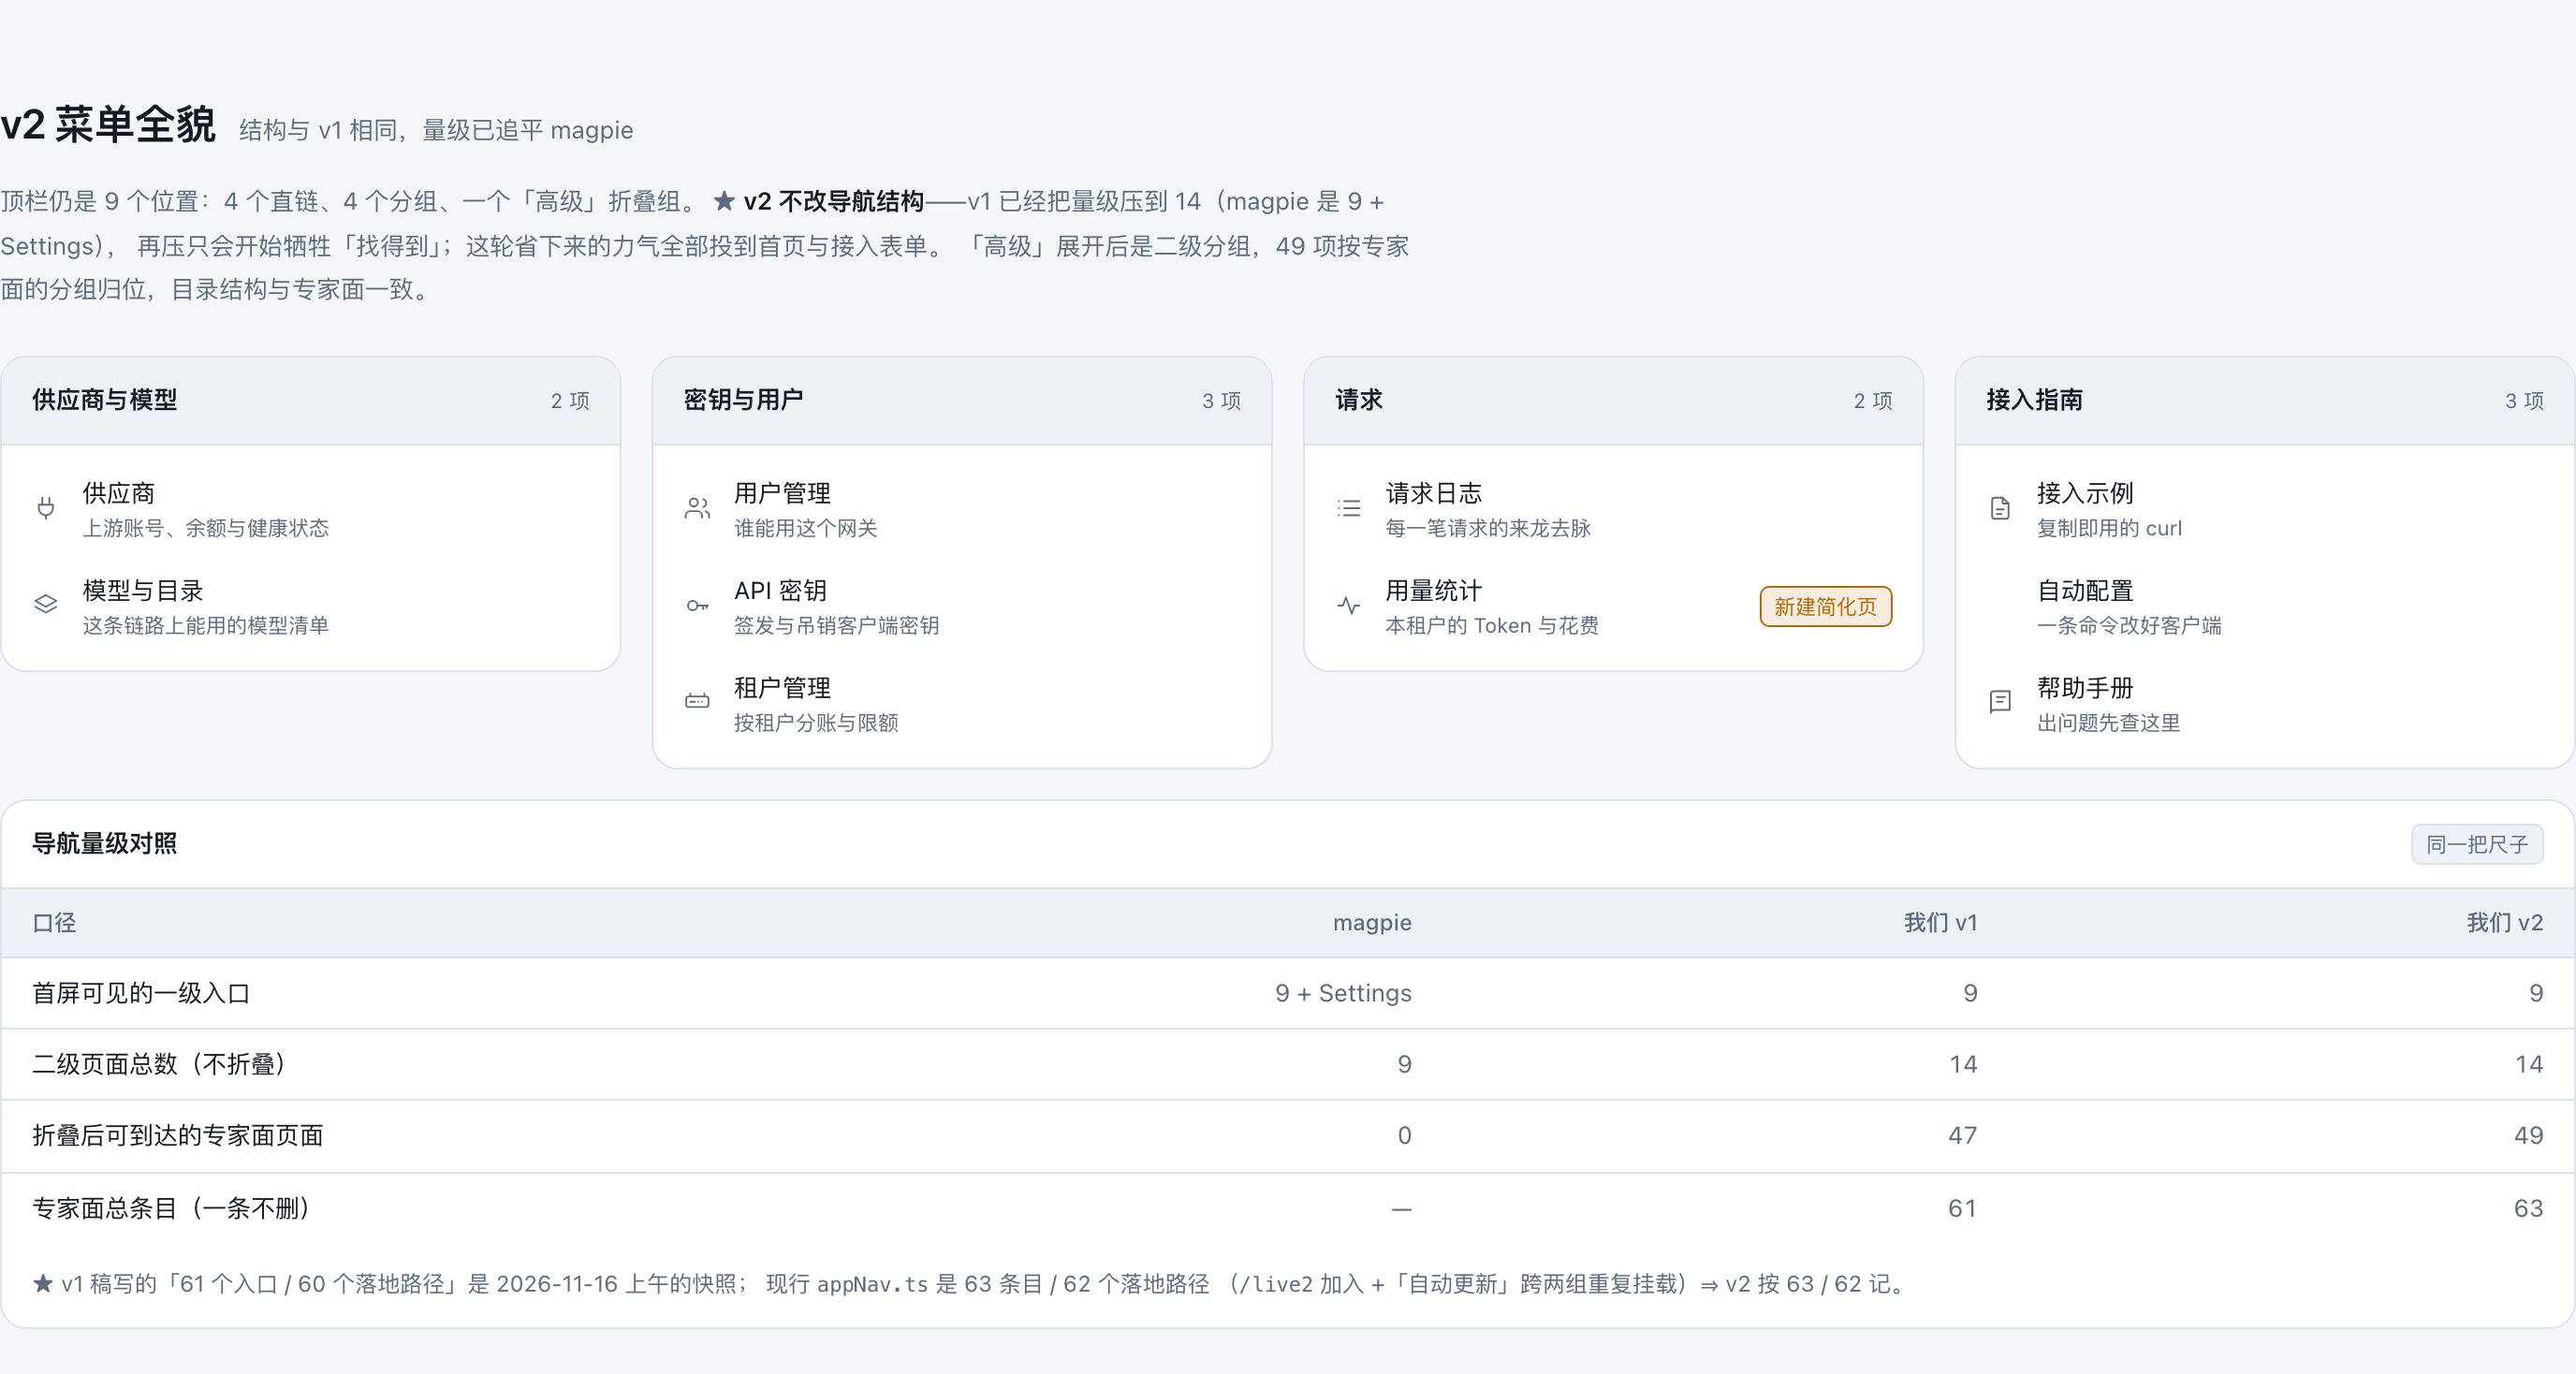 v2 菜单全貌 结构与 v1 相同，量级已追平 magpie
顶栏仍是 9 个位置：4 个直链、4 个分组、一个「高级」折叠组。 ★ v2 不改导航结构——v1 已经把量级压到 14（magpie 是 9 +
Settings）， 再压只会开始牺牲「找得到」；这轮省下来的力气全部投到首页与接入表单。 「高级」展开后是二级分组，49 项按专家
面的分组归位，目录结构与专家面一致。
供应商与模型 2 项
供应商
上游账号、余额与健康状态
模型与目录
这条链路上能用的模型清单
密钥与用户 3 项
用户管理
谁能用这个网关
API 密钥
签发与吊销客户端密钥
租户管理
按租户分账与限额
请求 2 项
请求日志
每一笔请求的来龙去脉
用量统计
本租户的 Token 与花费
新建简化页
接入指南 3 项
接入示例
复制即用的 curl
自动配置
一条命令改好客户端
帮助手册
出问题先查这里
导航量级对照 同一把尺子
口径 magpie 我们 v1 我们 v2
首屏可见的一级入口 9 + Settings 9 9
二级页面总数（不折叠） 9 14 14
折叠后可到达的专家面页面 0 47 49
专家面总条目（一条不删） — 61 63
★ v1 稿写的「61 个入口 / 60 个落地路径」是 2026-11-16 上午的快照； 现行 appNav.ts 是 63 条目 / 62 个落地路径 （/live2 加入 +「自动更新」跨两组重复挂载）⇒ v2 按 63 / 62 记。